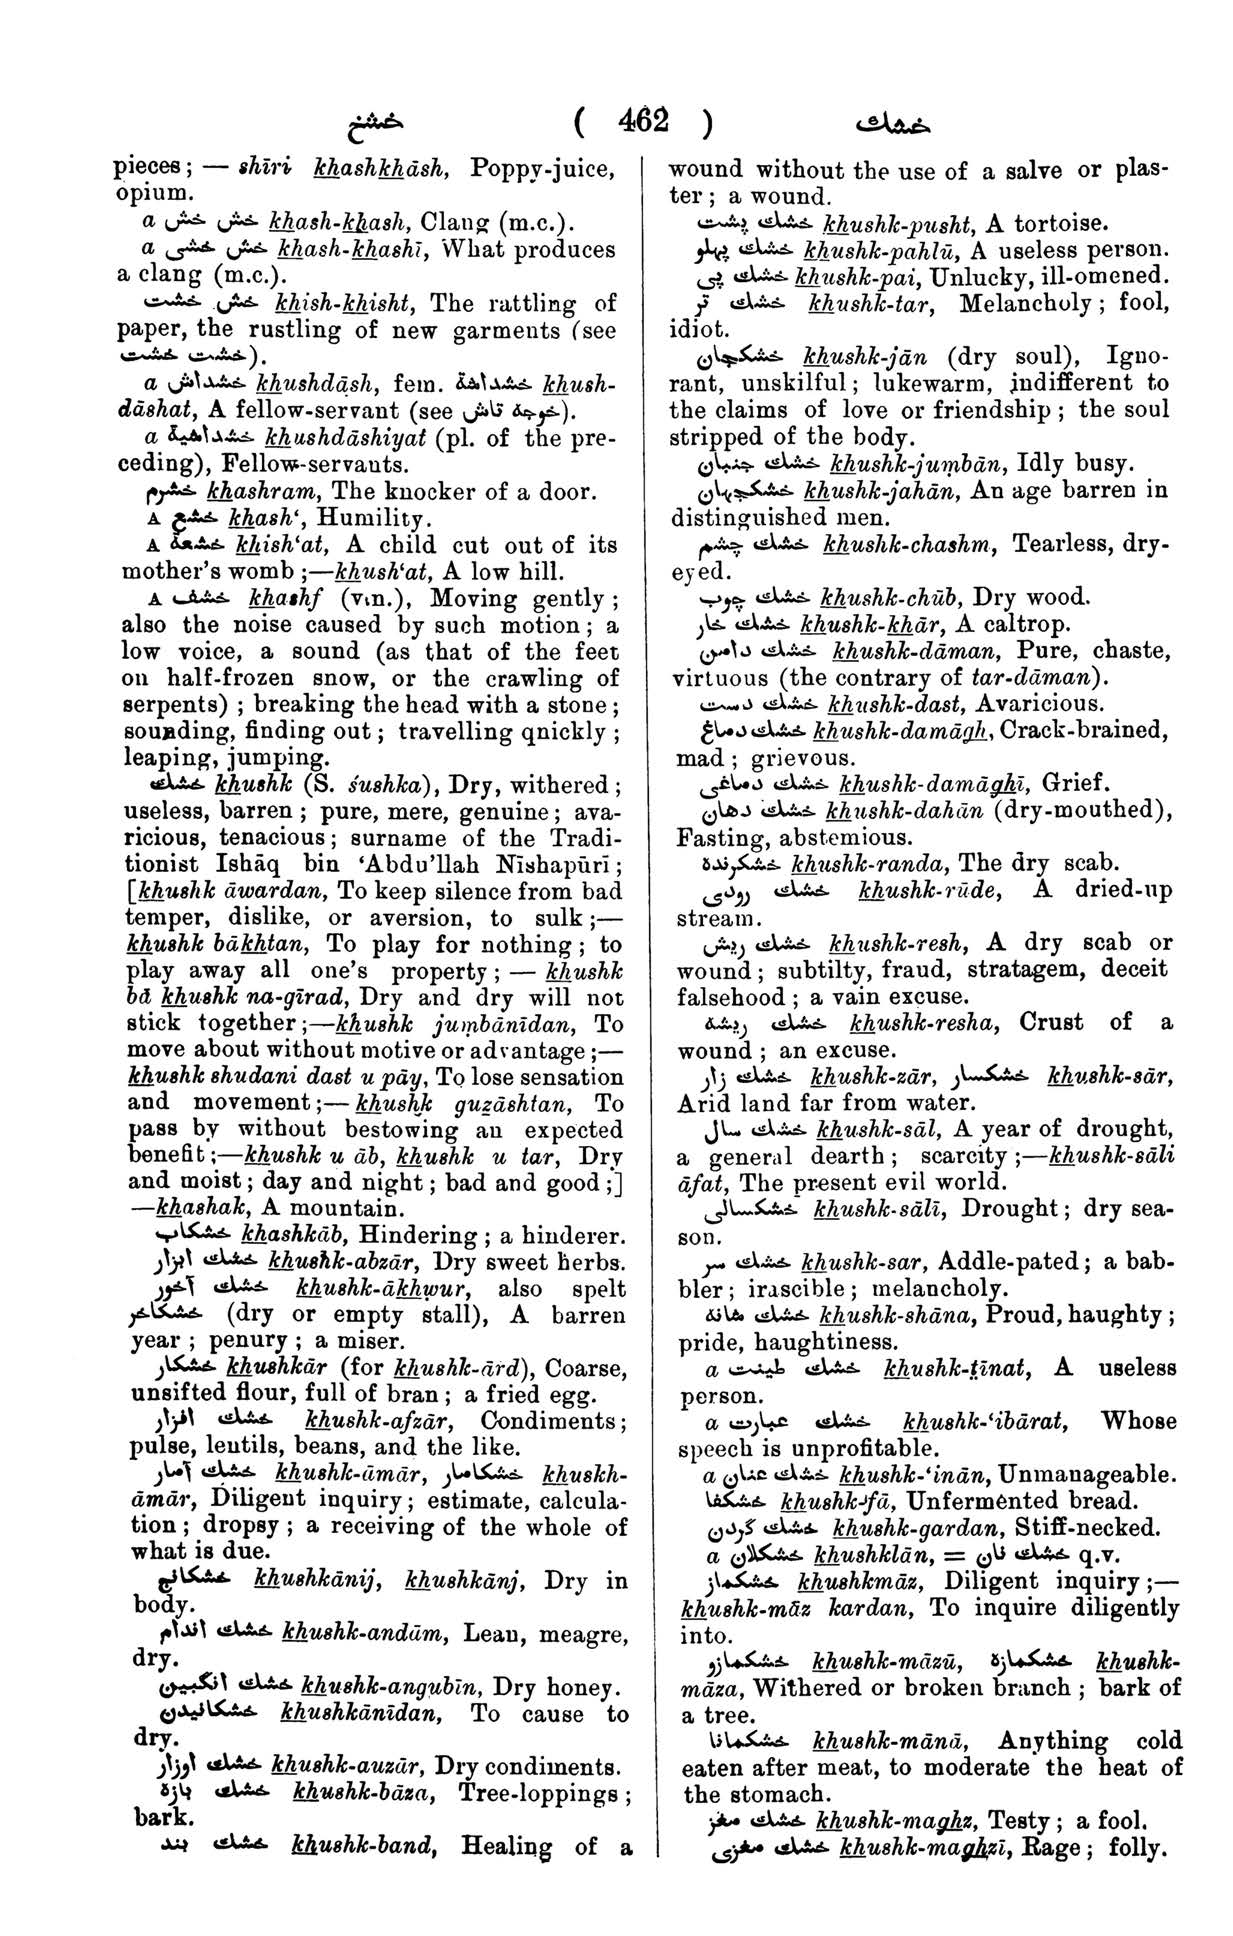 خشخ ( 462 ) خشك
pieces; — shīri khashkhāsh, Poppy-juice,
opium.
a خش خش khash-khash, Clang (m.c.).
a خش خشی khash-khashī, What produces
a clang (m.c.).
خش خشت khish-khisht, The rattling of
paper, the rustling of new garments (see
خشت خشت).
a خشداش khushdāsh, fem. خشداشة khush-
dāshat, A fellow-servant (see خوجه تاش).
a خشداشية khushdāshiyat (pl. of the pre-
ceding), Fellow-servants.
خشرم khashram, The knocker of a door.
A خشع khash‘, Humility.
A خشعة khish‘at, A child cut out of its
mother's womb;—khush‘at, A low hill.
A خشف khashf (v.n.), Moving gently;
also the noise caused by such motion; a
low voice, a sound (as that of the feet
on half-frozen snow, or the crawling of
serpents); breaking the head with a stone;
sounding, finding out; travelling quickly;
leaping, jumping.
خشك khushk (S. śushka), Dry, withered;
useless, barren; pure, mere, genuine; ava-
ricious, tenacious; surname of the Tradi-
tionist Ishāq bin ‘Abdu'llah Nīshapūrī;
[khushk āwardan, To keep silence from bad
temper, dislike, or aversion, to sulk;—
khushk bākhtan, To play for nothing; to
play away all one's property; — khushk
bā khushk na-gīrad, Dry and dry will not
stick together;—khushk jumbānīdan, To
move about without motive or advantage;—
khushk shudani dast u pāy, To lose sensation
and movement;— khushk guzāshtan, To
pass by without bestowing an expected
benefit;—khushk u āb, khushk u tar, Dry
and moist; day and night; bad and good;]
—khashak, A mountain.
خشکاب khashkāb, Hindering; a hinderer.
خشك ابزار khushk-abzār, Dry sweet herbs.
خشك آخور khushk-ākhwur, also spelt
خشکاخر (dry or empty stall), A barren
year; penury; a miser.
خشکار khushkār (for khushk-ārd), Coarse,
unsifted flour, full of bran; a fried egg.
خشك افزار khushk-afzār, Condiments;
pulse, lentils, beans, and the like.
خشك آمار khushk-āmār, خشکامار khuskh-
āmār, Diligent inquiry; estimate, calcula-
tion; dropsy; a receiving of the whole of
what is due.
خشکانج khushkānij, khushkānj, Dry in
body.
خشك اندام khushk-andām, Lean, meagre,
dry.
خشك انگبین khushk-angubīn, Dry honey.
خشکانیدن khushkānīdan, To cause to
dry.
خشك اوزار khushk-auzār, Dry condiments.
خشك بازه khushk-bāza, Tree-loppings;
bark.
خشك بند khushk-band, Healing of a
wound without the use of a salve or plas-
ter; a wound.
خشك پشت khushk-pusht, A tortoise.
خشك پهلو khushk-pahlū, A useless person.
خشك پی khushk-pai, Unlucky, ill-omened.
خشك تر khushk-tar, Melancholy; fool,
idiot.
خشکجان khushk-jān (dry soul), Igno-
rant, unskilful; lukewarm, indifferent to
the claims of love or friendship; the soul
stripped of the body.
خشك جنبان khushk-jumbān, Idly busy.
خشکجهان khushk-jahān, An age barren in
distinguished men.
خشك چشم khushk-chashm, Tearless, dry-
eyed.
خشك چوب khushk-chūb, Dry wood.
خشك خار khushk-khār, A caltrop.
خشك دامن khushk-dāman, Pure, chaste,
virtuous (the contrary of tar-dāman).
خشك دست khushk-dast, Avaricious.
خشك دماغ khushk-damāgh, Crack-brained,
mad; grievous.
خشك دماغی khushk-damāghī, Grief.
خشك دهان khushk-dahān (dry-mouthed),
Fasting, abstemious.
خشکرنده khushk-randa, The dry scab.
خشك رودی khushk-rūde, A dried-up
stream.
خشك ریش khushk-resh, A dry scab or
wound; subtilty, fraud, stratagem, deceit
falsehood; a vain excuse.
خشك ریشه khushk-resha, Crust of a
wound; an excuse.
خشك زار khushk-zār, خشکسار khushk-sār,
Arid land far from water.
خشك سال khushk-sāl, A year of drought,
a general dearth; scarcity;—khushk-sāli
āfat, The present evil world.
خشکسالی khushk-sālī, Drought; dry sea-
son.
خشك سر khushk-sar, Addle-pated; a bab-
bler; irascible; melancholy.
خشك شانه khushk-shāna, Proud, haughty;
pride, haughtiness.
a خشك طینت khushk-t̤īnat, A useless
person.
a خشك عبارت khushk-‘ibārat, Whose
speech is unprofitable.
a خشك عنان khushk-‘inān, Unmanageable.
خشکفا khushk-fā, Unfermented bread.
خشك گردن khushk-gardan, Stiff-necked.
a خشکلان khushklān, = خشك نان q.v.
خشکماز khushkmāz, Diligent inquiry;—
khushk-māz kardan, To inquire diligently
into.
خشکمازو khushk-māzū, خشکمازه khushk-
māza, Withered or broken branch; bark of
a tree.
خشکمانا khushk-mānā, Anything cold
eaten after meat, to moderate the heat of
the stomach.
خشك مغز khushk-maghz, Testy; a fool.
خشك مغزی khushk-maghzī, Rage; folly.